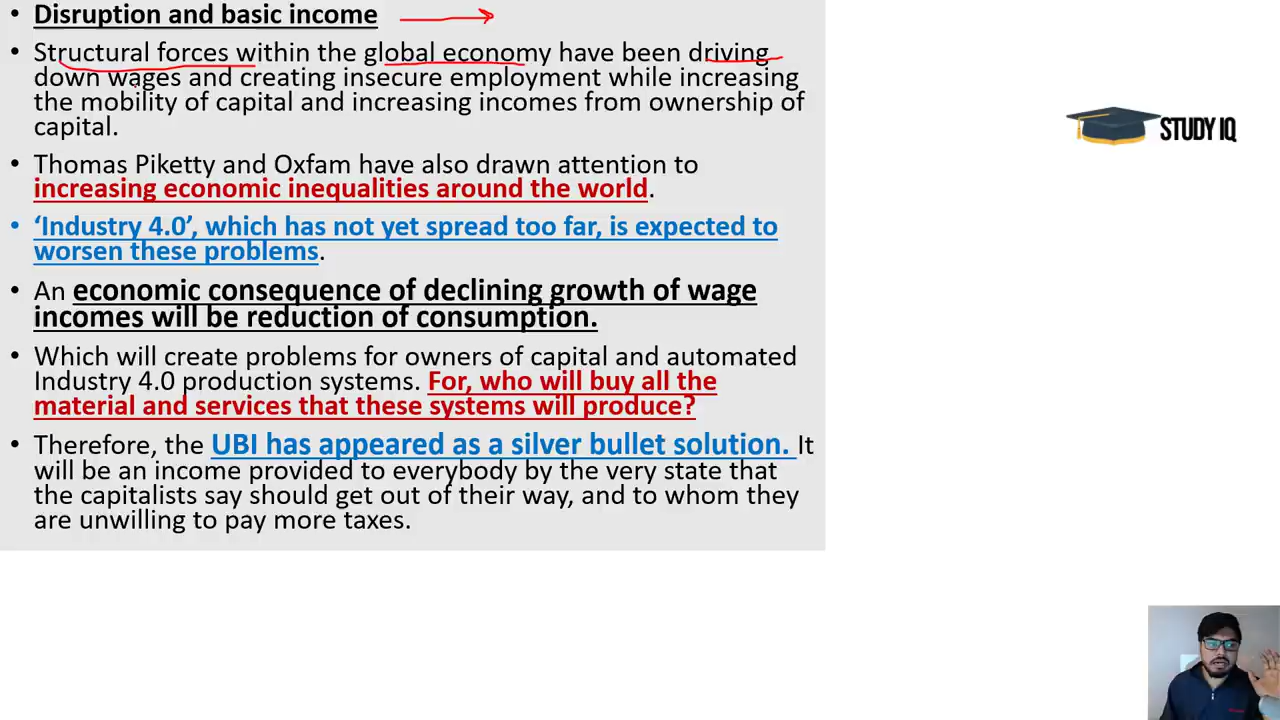 • Disruption and basic income
• Structural forces within the global economy have been driving
down wages and creating insecure employment while increasing
the mobility of capital and increasing incomes from ownership of
capital.
• Thomas Piketty and Oxfam have also drawn attention to
increasing economic inequalities around the world.
• ‘Industry 4.0’, which has not yet spread too far, is expected to
worsen these problems.
• An economic consequence of declining growth of wage
incomes will be reduction of consumption.
• Which will create problems for owners of capital and automated
Industry 4.0 production systems. For, who will buy all the
material and services that these systems will produce?
• Therefore, the UBI has appeared as a silver bullet solution. It
will be an income provided to everybody by the very state that
the capitalists say should get out of their way, and to whom they
are unwilling to pay more taxes.
STUDY IQ